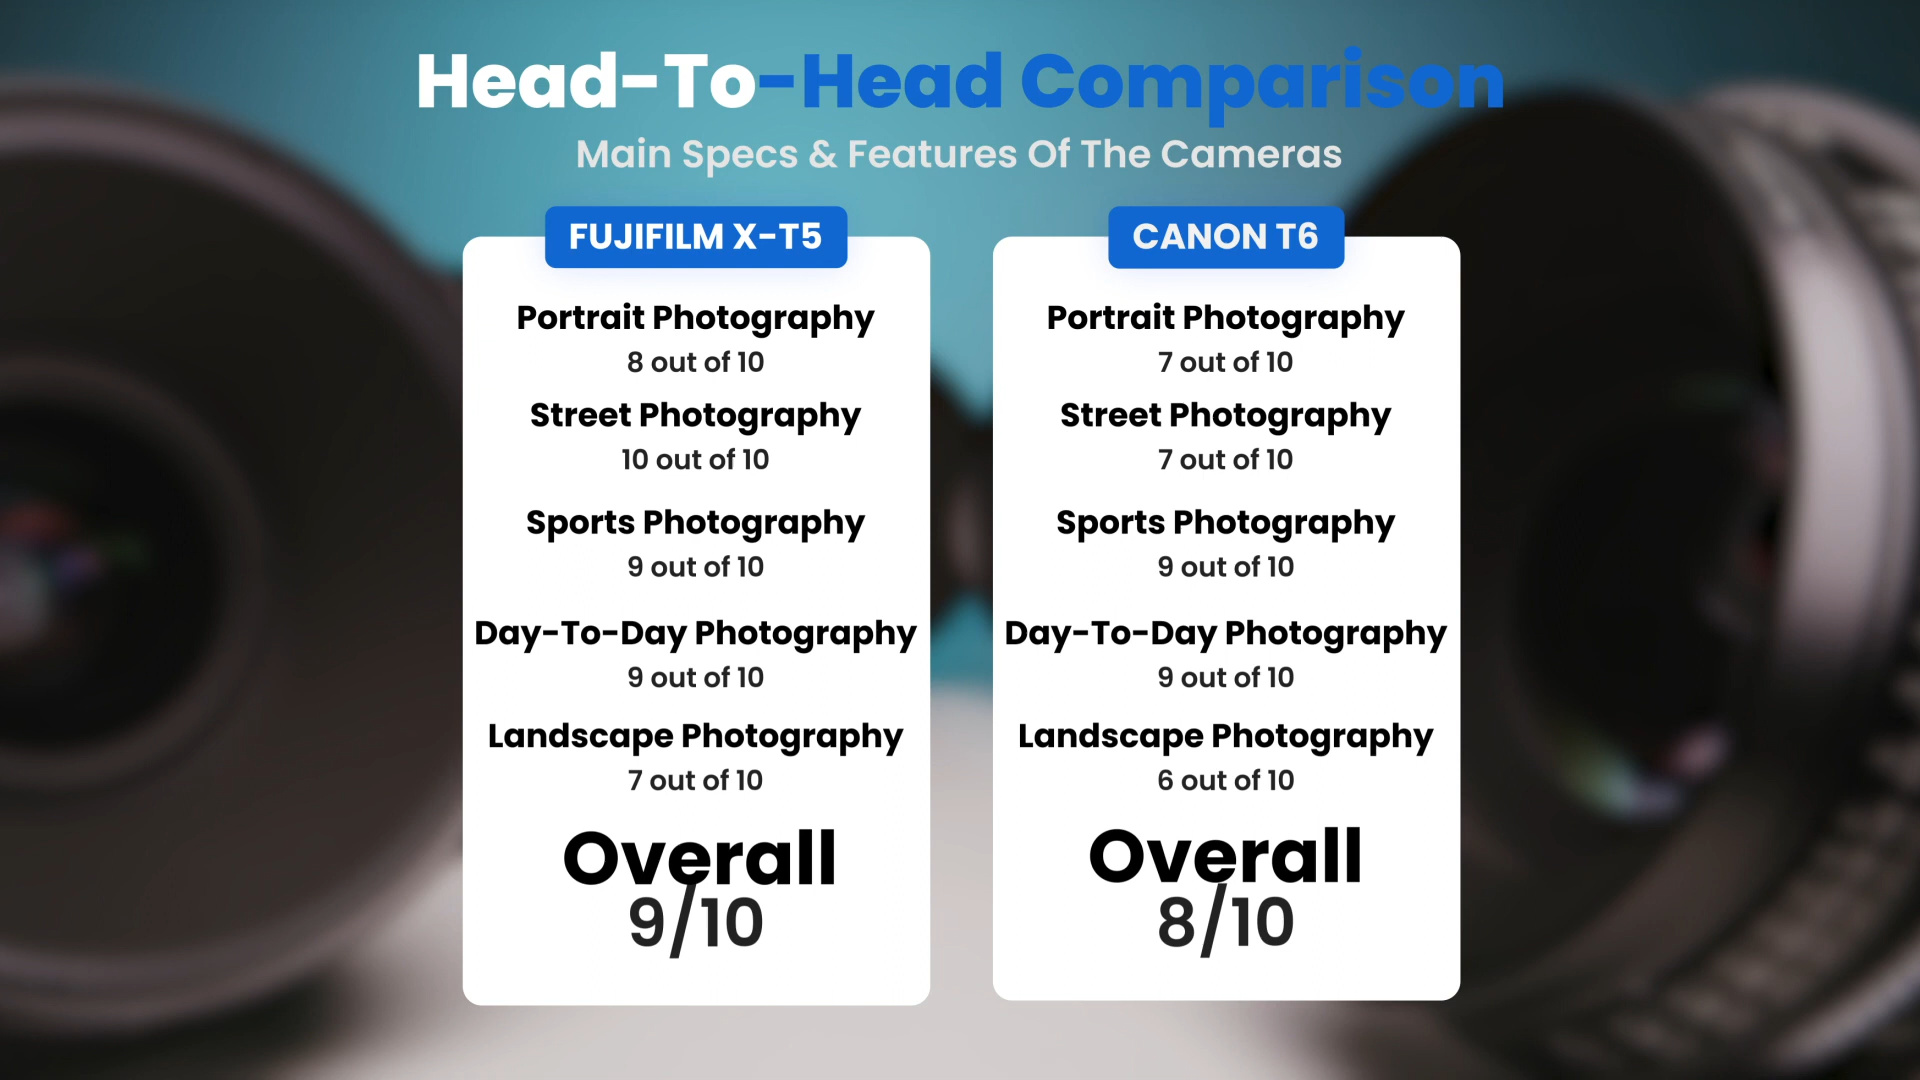 Head-To-Head Comparison
Main Specs & Features Of The Cameras
FUJIFILM X-T5
Portrait Photography
8 out of 10
Street Photography
10 out of 10
Sports Photography
9 out of 10
Day-To-Day Photography
9 out of 10
Landscape Photography
7 out of 10
Overall
9/10
CANON T6
Portrait Photography
7 out of 10
Street Photography
7 out of 10
Sports Photography
9 out of 10
Day-To-Day Photography
9 out of 10
Landscape Photography
6 out of 10
Overall
8/10